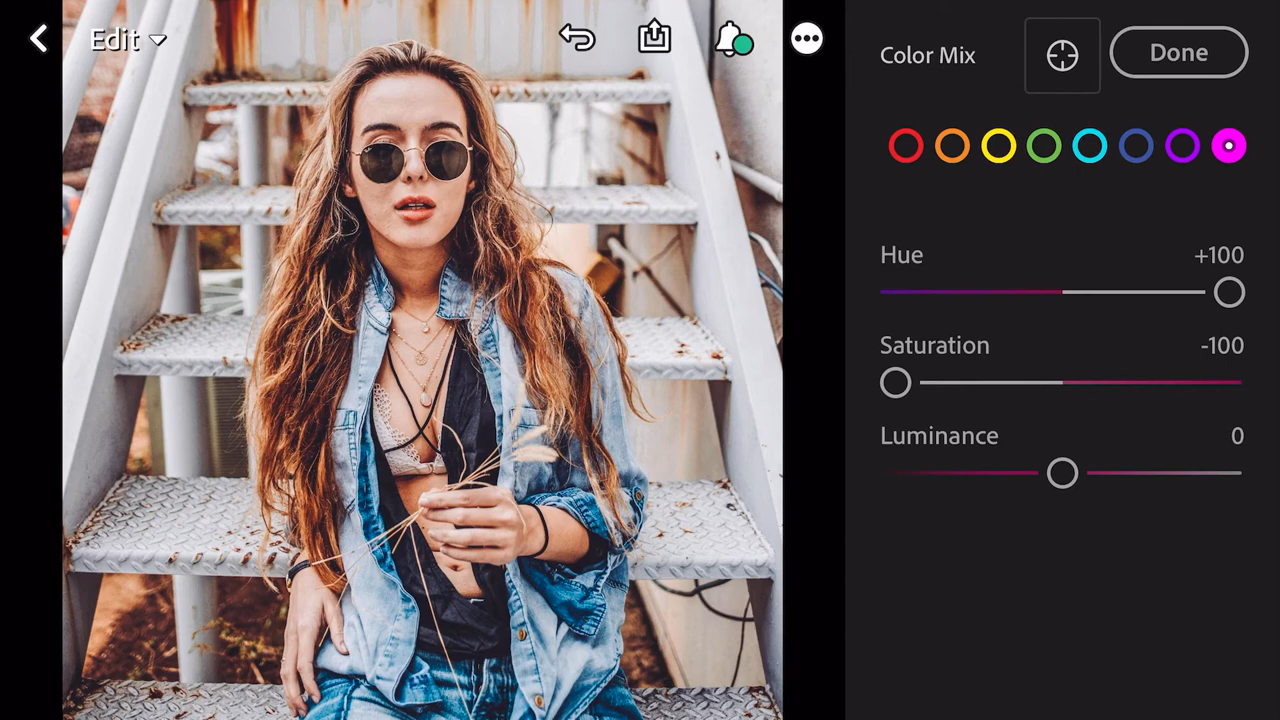 Edit
Color Mix
Done
Hue +100
Saturation -100
Luminance 0